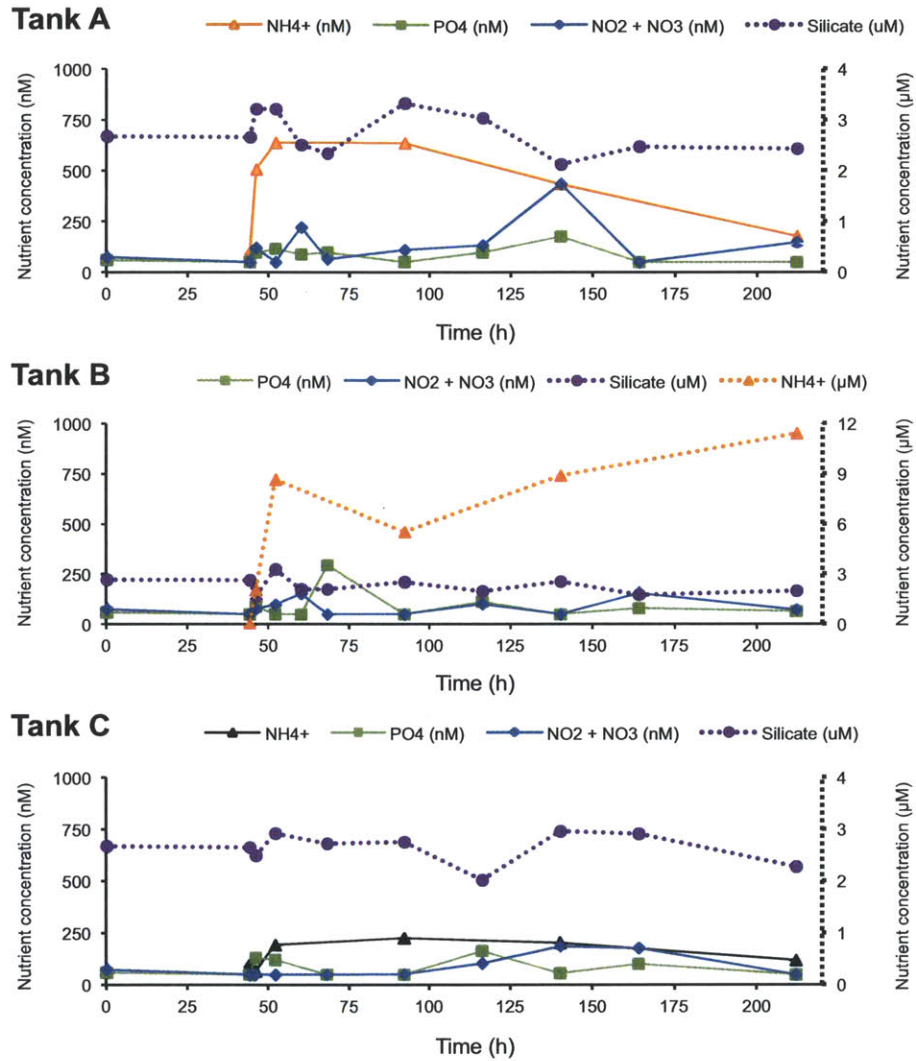 Tank A
NH4+ (nM) PO4 (nM) NO2 + NO3 (nM) Silicate (uM)
Nutrient concentration (nM)
1000
750
500
250
0
0 25 50 75 100 125 150 175 200
Time (h)
4
3
2
1
0
Nutrient concentration (µM)
Tank B
PO4 (nM) NO2 + NO3 (nM) Silicate (uM) NH4+ (µM)
Nutrient concentration (nM)
1000
750
500
250
0
0 25 50 75 100 125 150 175 200
Time (h)
12
9
6
3
0
Nutrient concentration (µM)
Tank C
NH4+ PO4 (nM) NO2 + NO3 (nM) Silicate (uM)
Nutrient concentration (nM)
1000
750
500
250
0
0 25 50 75 100 125 150 175 200
Time (h)
4
3
2
1
0
Nutrient concentration (µM)